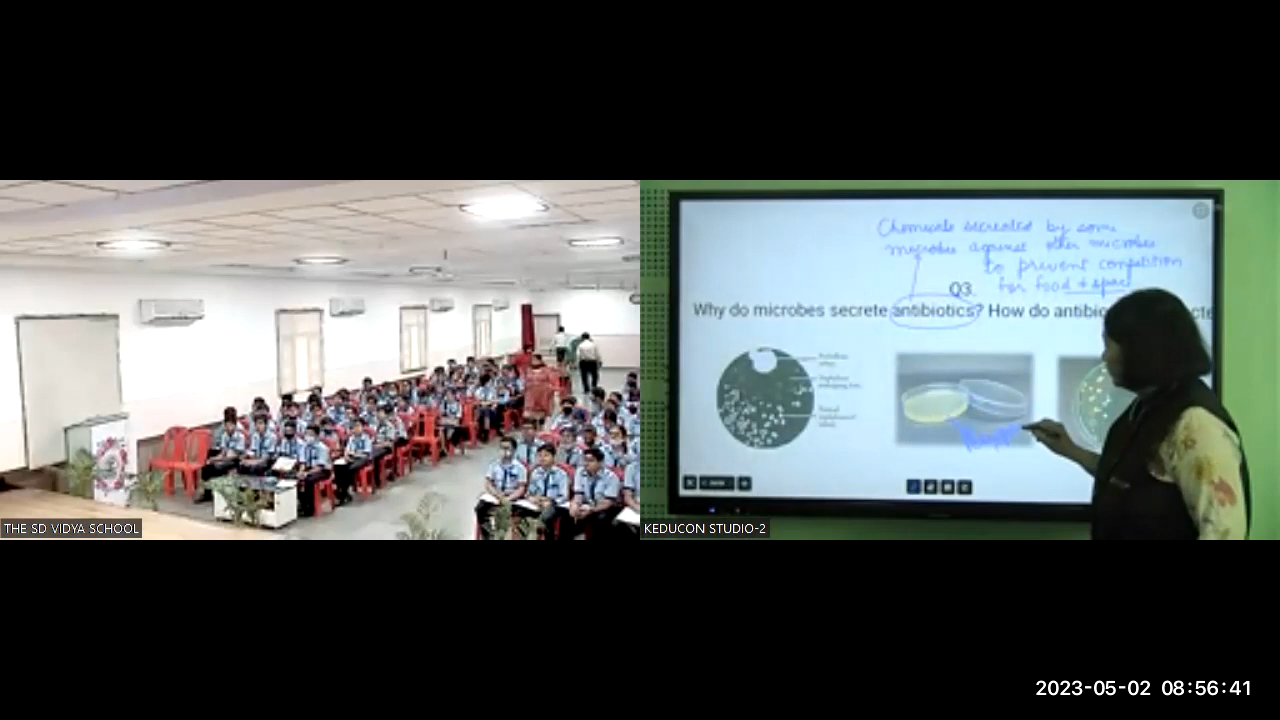 Chemicals secreted by some
microbes against other microbes
to prevent competition
for food + space
Q3.
Why do microbes secrete antibiotics? How do antibio
THE SD VIDYA SCHOOL
KEDUCON STUDIO-2
2023-05-02 08:56:41